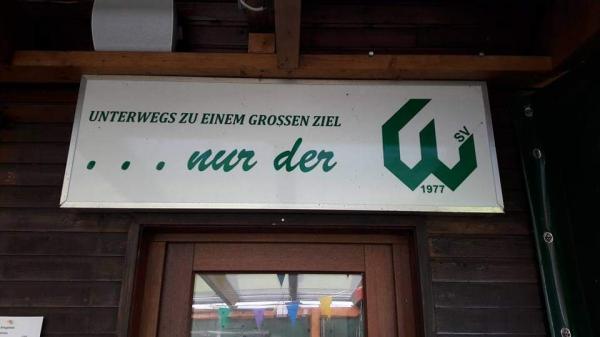 UNTERWEGS ZU EINEM GROSSEN ZIEL
. . . nur der
W
SV
1977